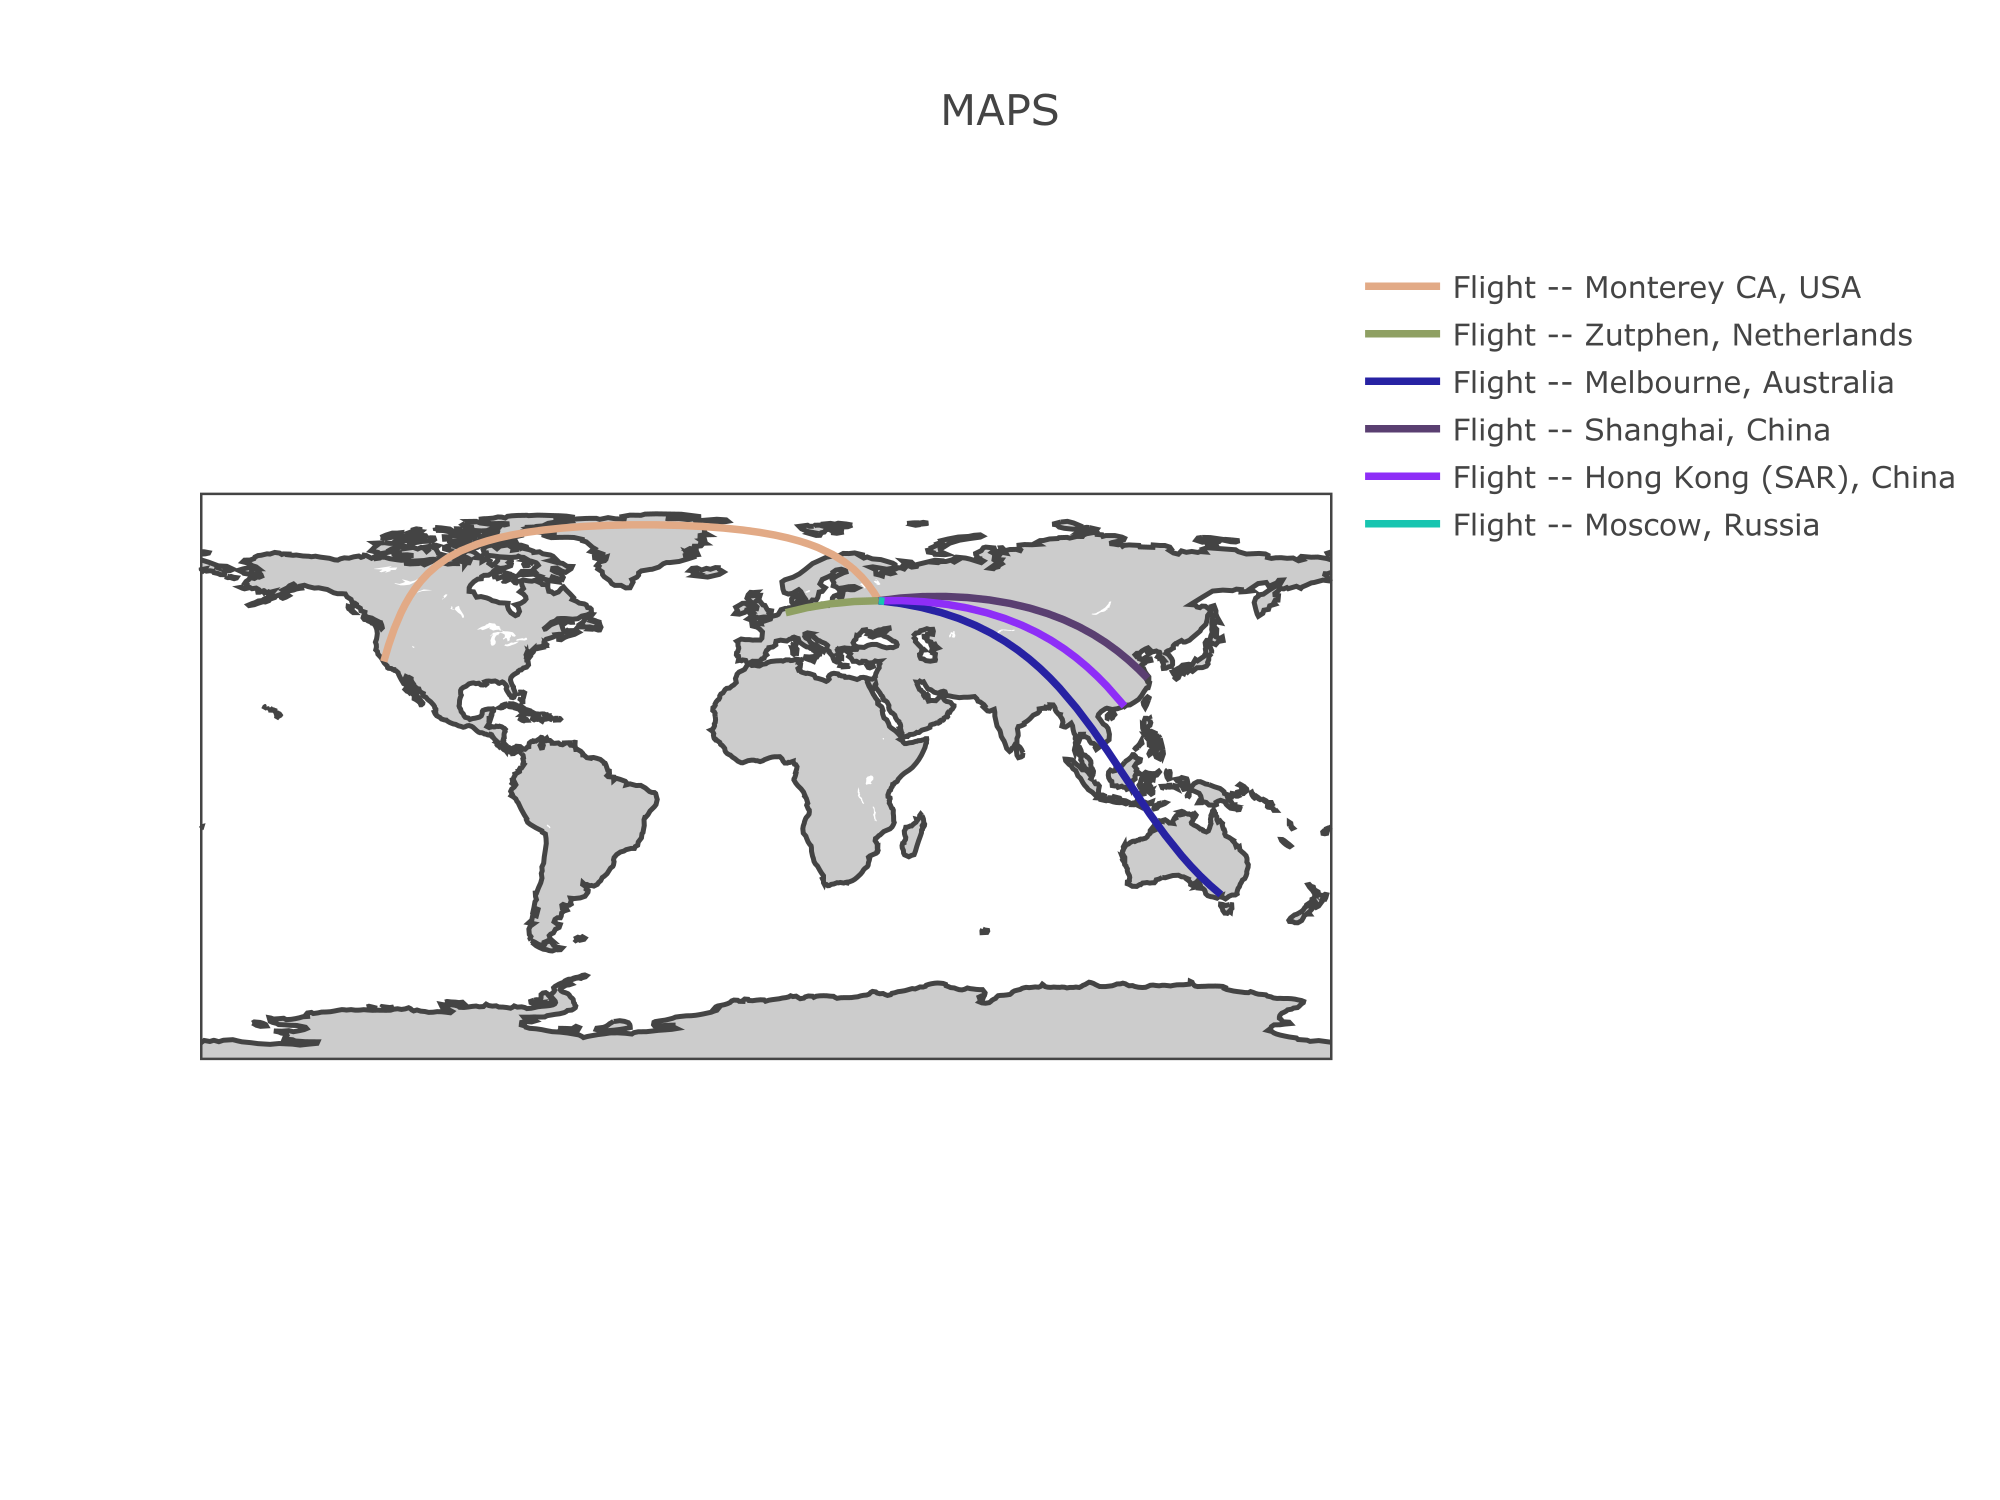 MAPS
Flight -- Monterey CA, USA
Flight -- Zutphen, Netherlands
Flight -- Melbourne, Australia
Flight -- Shanghai, China
Flight -- Hong Kong (SAR), China
Flight -- Moscow, Russia